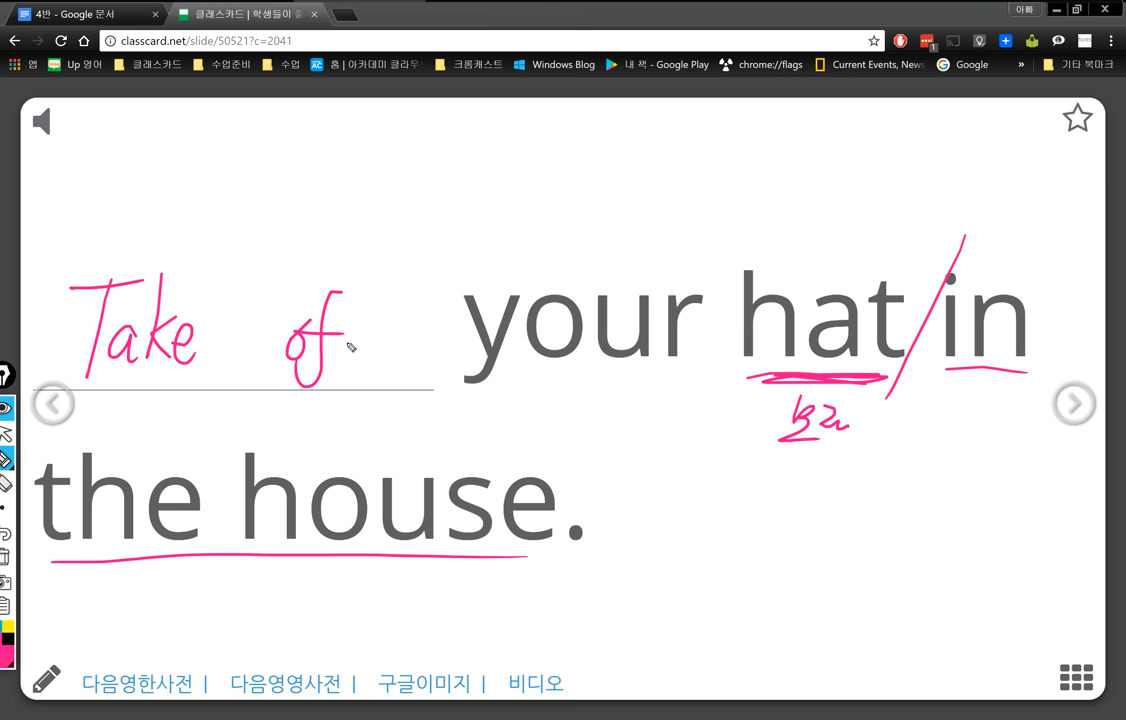 4반 - Google 문서
클래스카드 | 학생들이 좋
아빠
classcard.net/slide/50521?c=2041
앱 Up 영어 클래스카드 수업준비 수업 홈 | 아카데미 클라우 크롬캐스트 Windows Blog 내 책 - Google Play chrome://flags Current Events, News Google » 기타 북마크
Take of your hat in
the house.
다음영한사전 | 다음영영사전 | 구글이미지 | 비디오